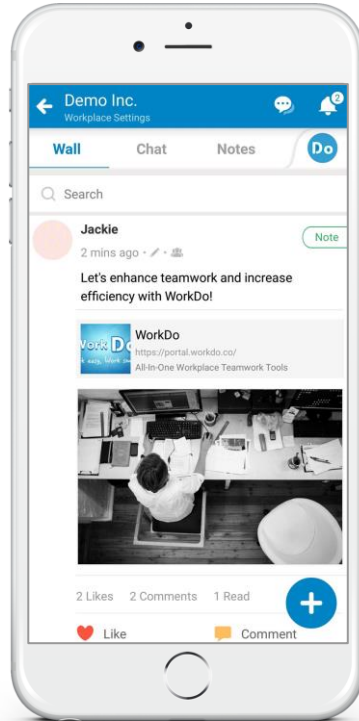 Demo Inc.
2
Workplace Settings
Wall Chat Notes Do
Search
Jackie
Note
2 mins ago
Let's enhance teamwork and increase
efficiency with WorkDo!
WorkDo
https://portal.workdo.co/
All-In-One Workplace Teamwork Tools
2 Likes 2 Comments 1 Read
+
Like Comment